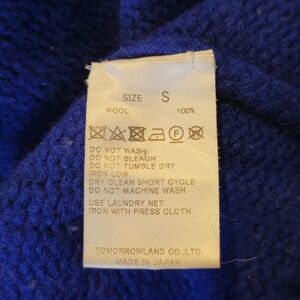 SIZE S
WOOL 100%
F
DO NOT WASH
DO NOT BLEACH
DO NOT TUMBLE DRY
IRON LOW
DRY CLEAN SHORT CYCLE
DO NOT MACHINE WASH
USE LAUNDRY NET
IRON WITH PRESS CLOTH
TOMORROWLAND CO.,LTD.
MADE IN JAPAN